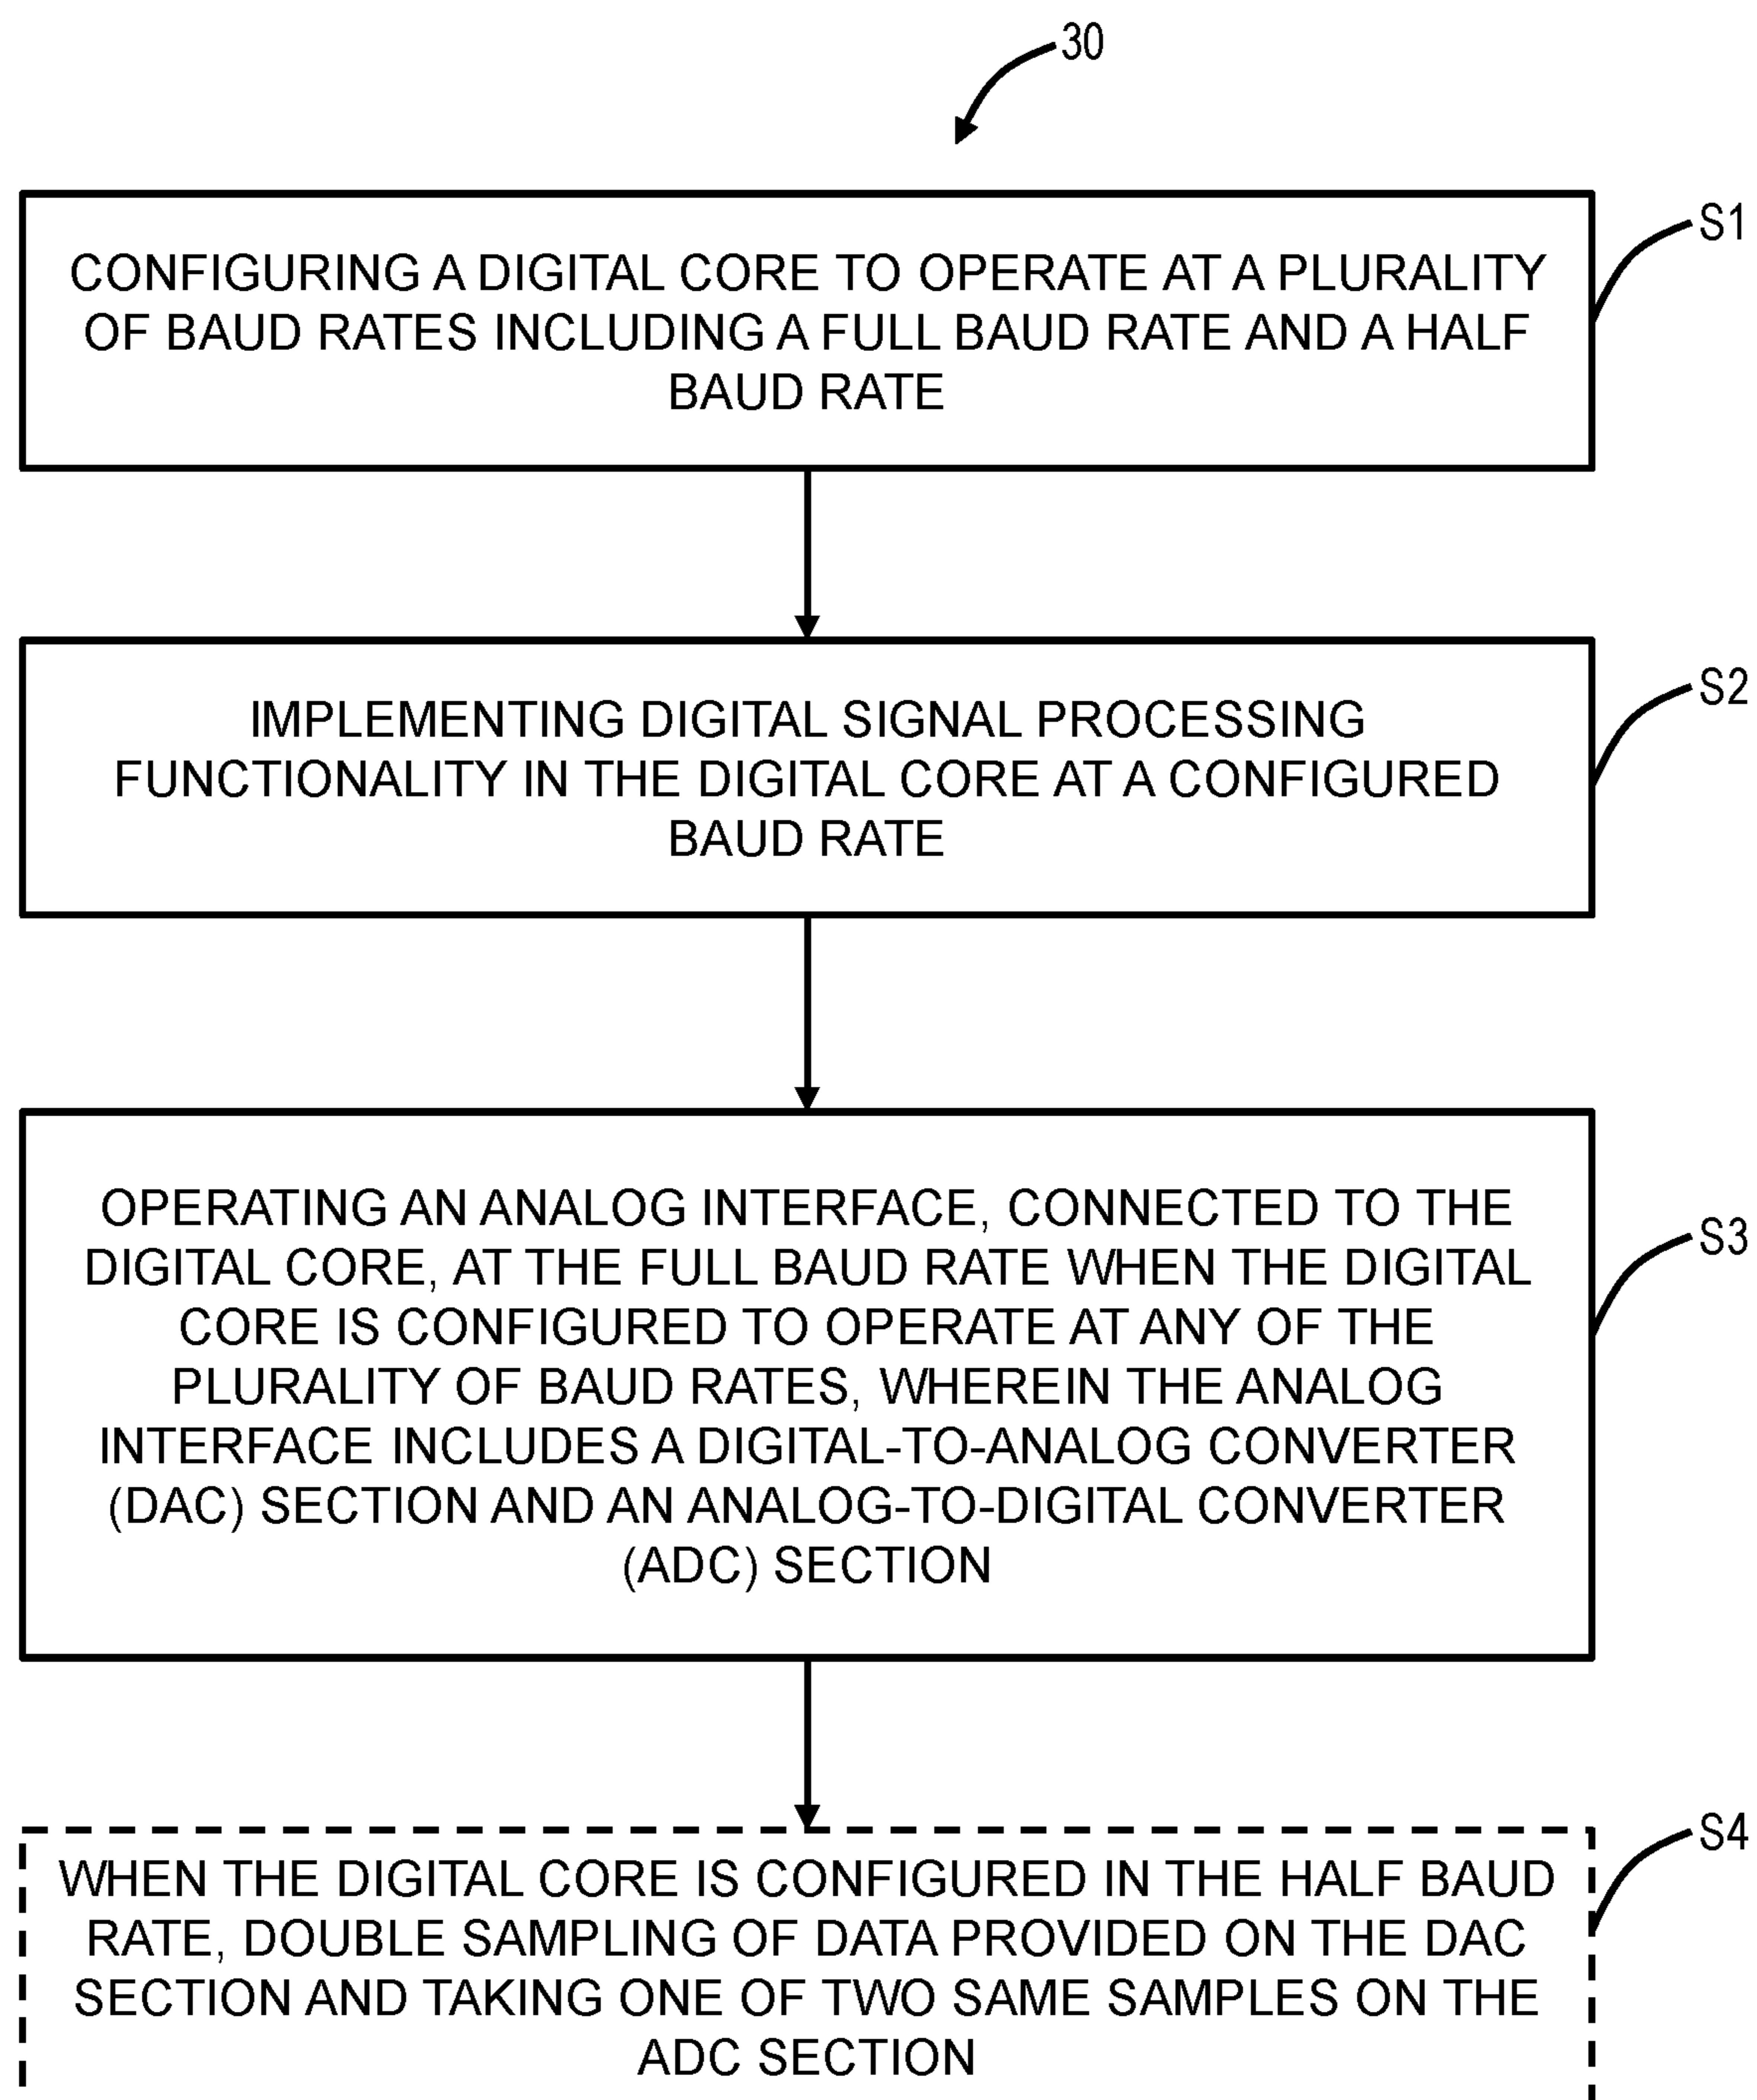 30
S1
CONFIGURING A DIGITAL CORE TO OPERATE AT A PLURALITY
OF BAUD RATES INCLUDING A FULL BAUD RATE AND A HALF
BAUD RATE
S2
IMPLEMENTING DIGITAL SIGNAL PROCESSING
FUNCTIONALITY IN THE DIGITAL CORE AT A CONFIGURED
BAUD RATE
S3
OPERATING AN ANALOG INTERFACE, CONNECTED TO THE
DIGITAL CORE, AT THE FULL BAUD RATE WHEN THE DIGITAL
CORE IS CONFIGURED TO OPERATE AT ANY OF THE
PLURALITY OF BAUD RATES, WHEREIN THE ANALOG
INTERFACE INCLUDES A DIGITAL-TO-ANALOG CONVERTER
(DAC) SECTION AND AN ANALOG-TO-DIGITAL CONVERTER
(ADC) SECTION
S4
WHEN THE DIGITAL CORE IS CONFIGURED IN THE HALF BAUD
RATE, DOUBLE SAMPLING OF DATA PROVIDED ON THE DAC
SECTION AND TAKING ONE OF TWO SAME SAMPLES ON THE
ADC SECTION